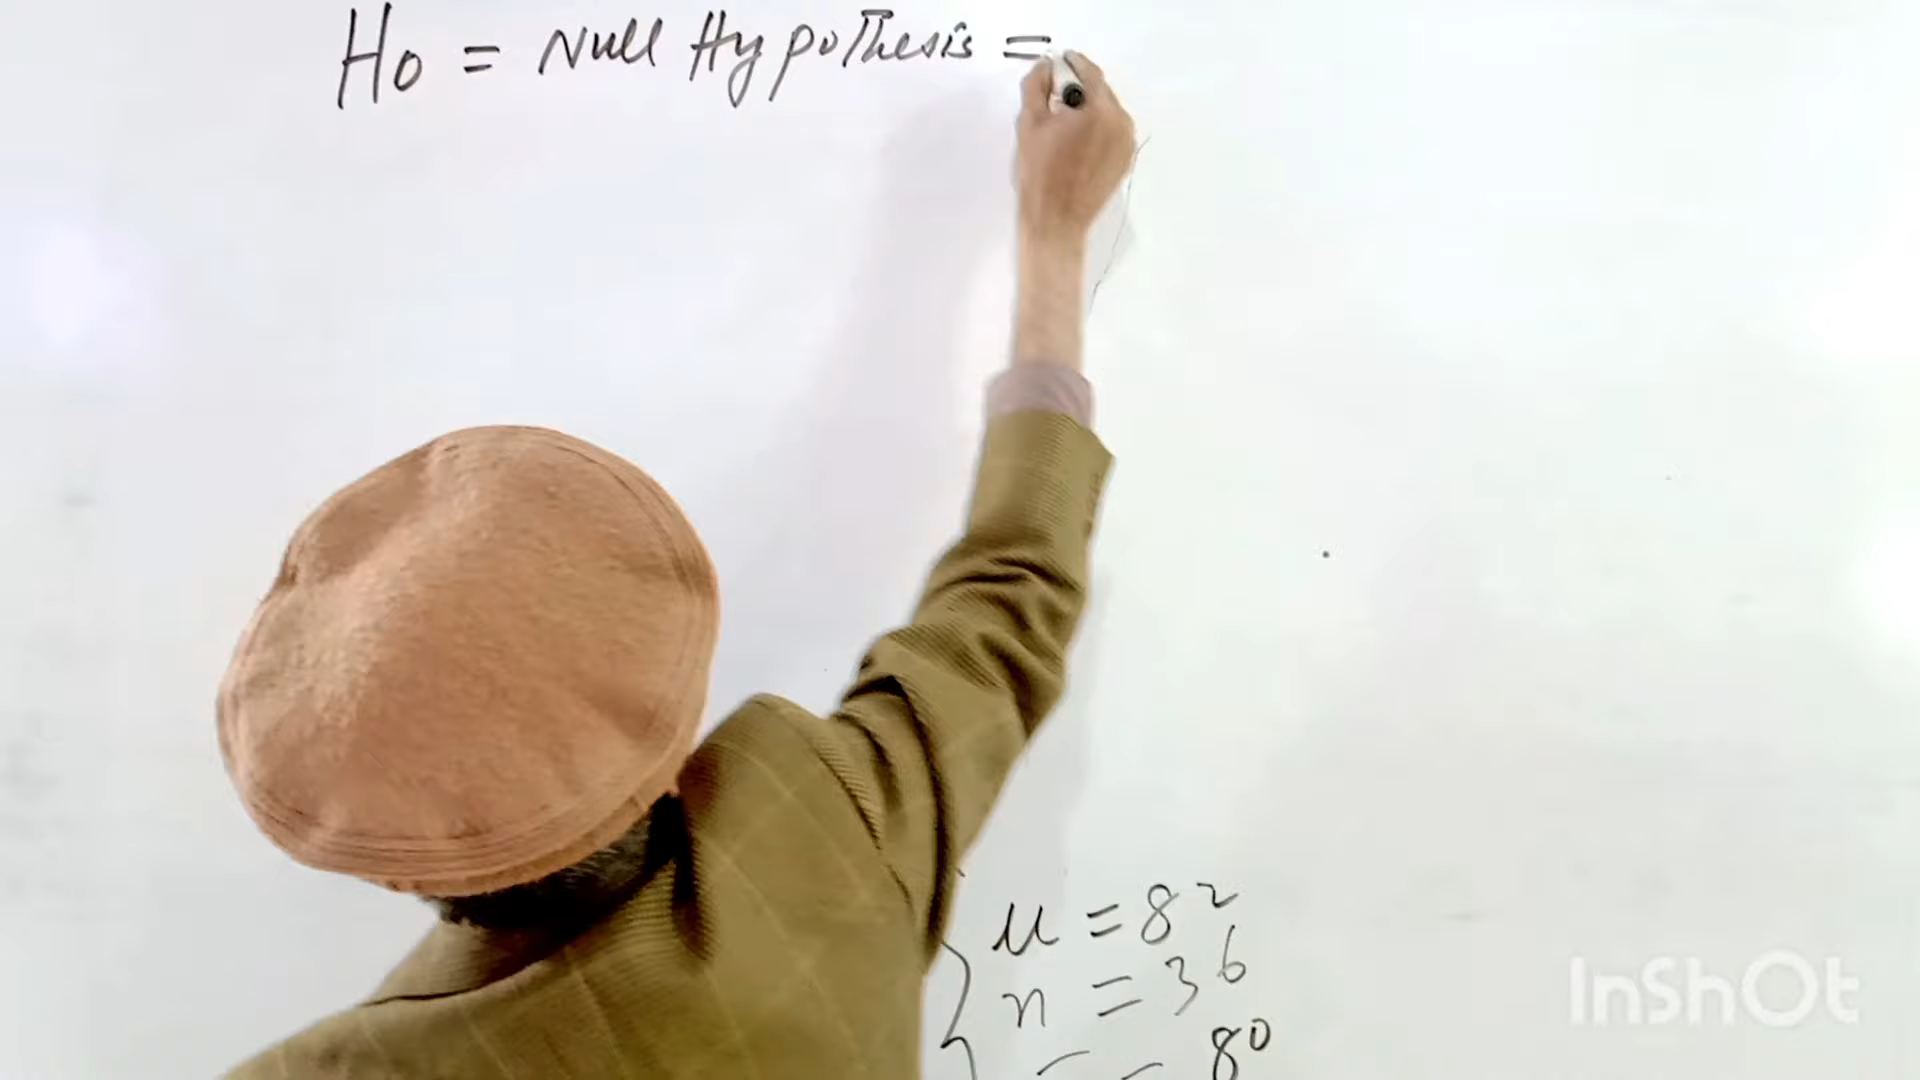 Ho = Null Hypothesis =
μ = 82
n = 36
= 80
InShOt